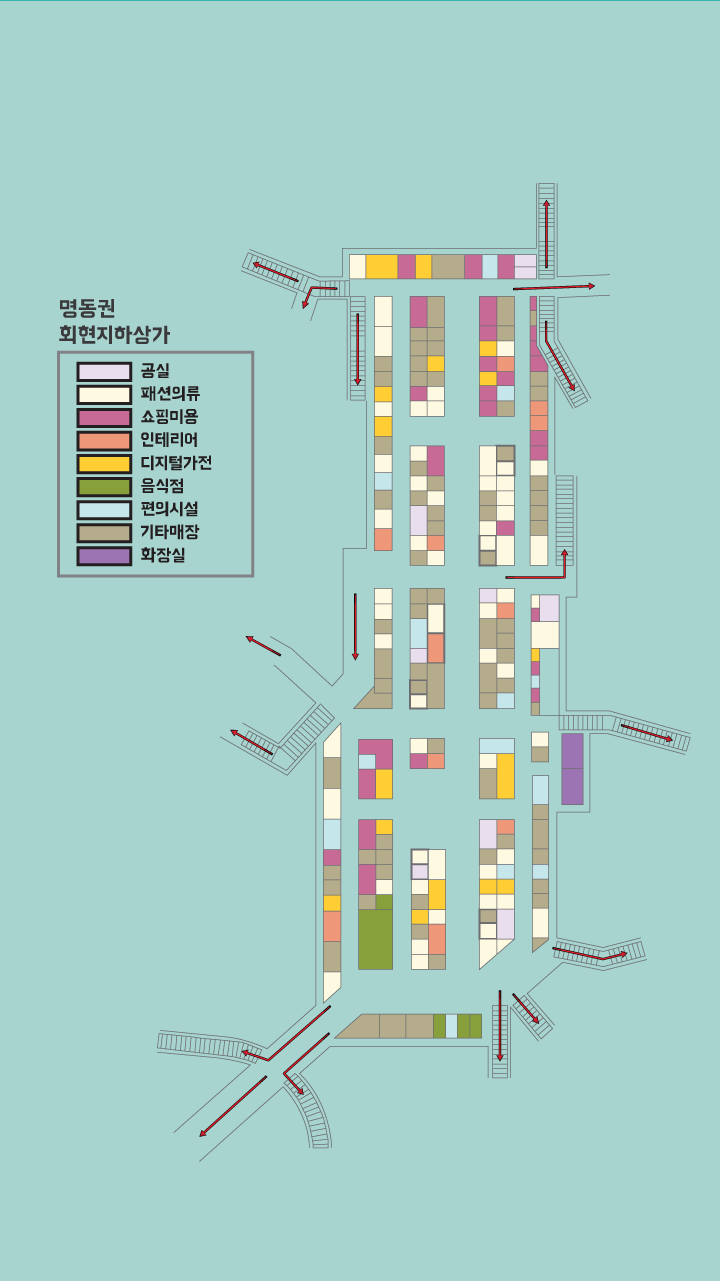 명동권
회현지하상가
공실
패션의류
쇼핑미용
인테리어
디지털가전
음식점
편의시설
기타매장
화장실